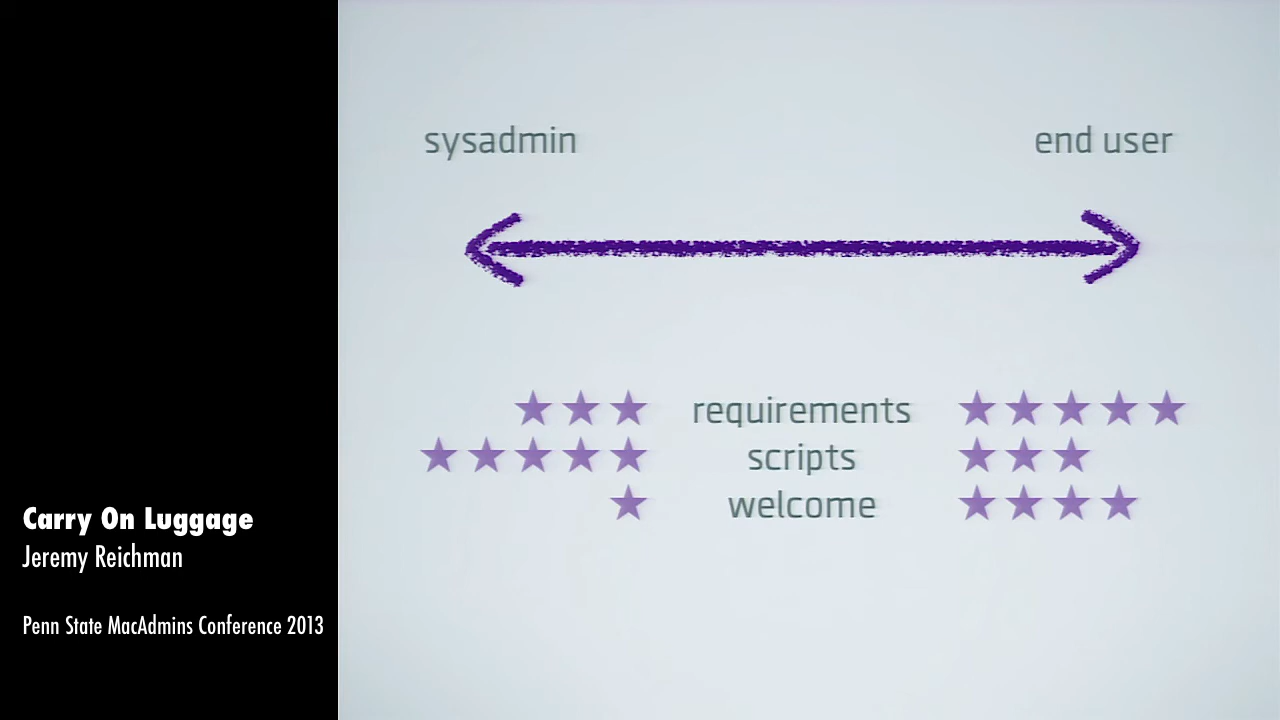 sysadmin
end user
requirements
scripts
welcome
Carry On Luggage
Jeremy Reichman
Penn State MacAdmins Conference 2013